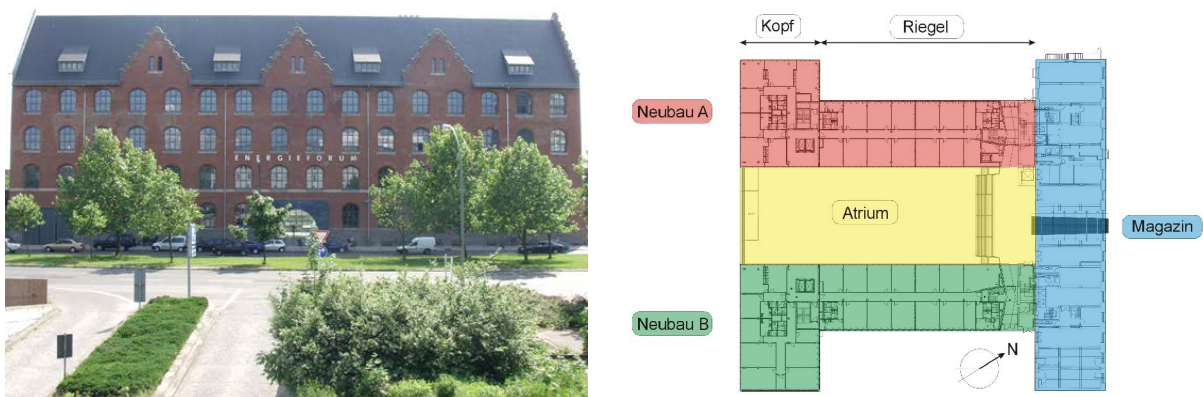 ENERGIEFORUM
Kopf
Riegel
Neubau A
Atrium
Magazin
Neubau B
N